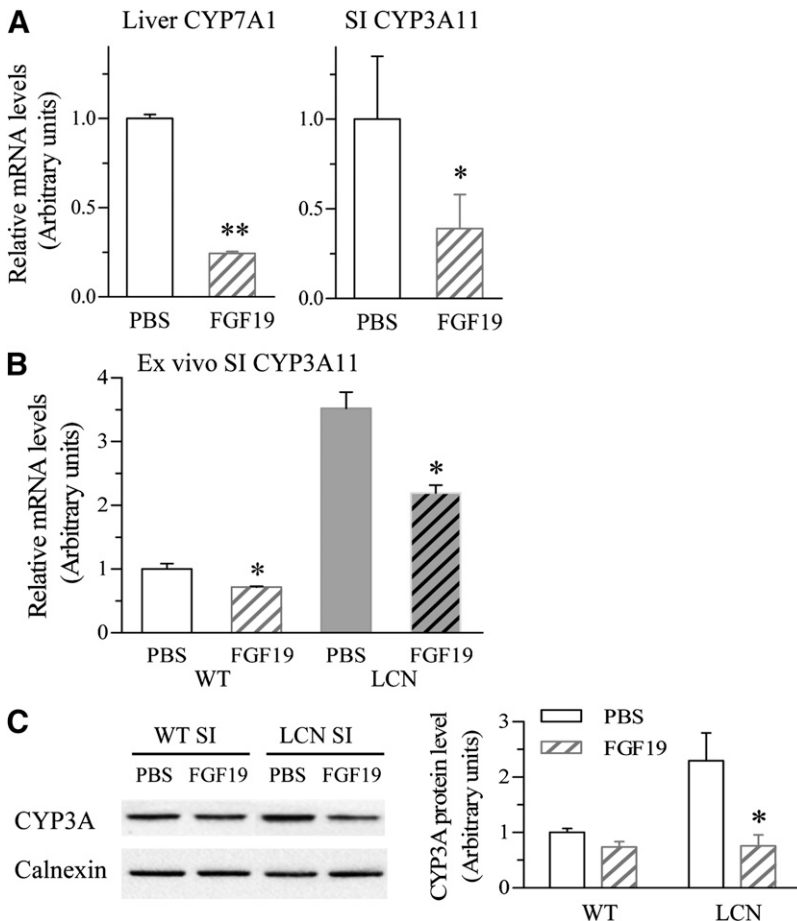 A
Liver CYP7A1
SI CYP3A11
Relative mRNA levels
(Arbitrary units)
1.0
0.5
0.0
**
PBS
FGF19
1.0
0.5
0.0
*
PBS
FGF19
B
Ex vivo SI CYP3A11
Relative mRNA levels
(Arbitrary units)
4
3
2
1
0
*
*
PBS
FGF19
PBS
FGF19
WT
LCN
C
WT SI
LCN SI
PBS
FGF19
PBS
FGF19
CYP3A
Calnexin
CYP3A protein level
(Arbitrary units)
3
2
1
0
PBS
FGF19
*
WT
LCN